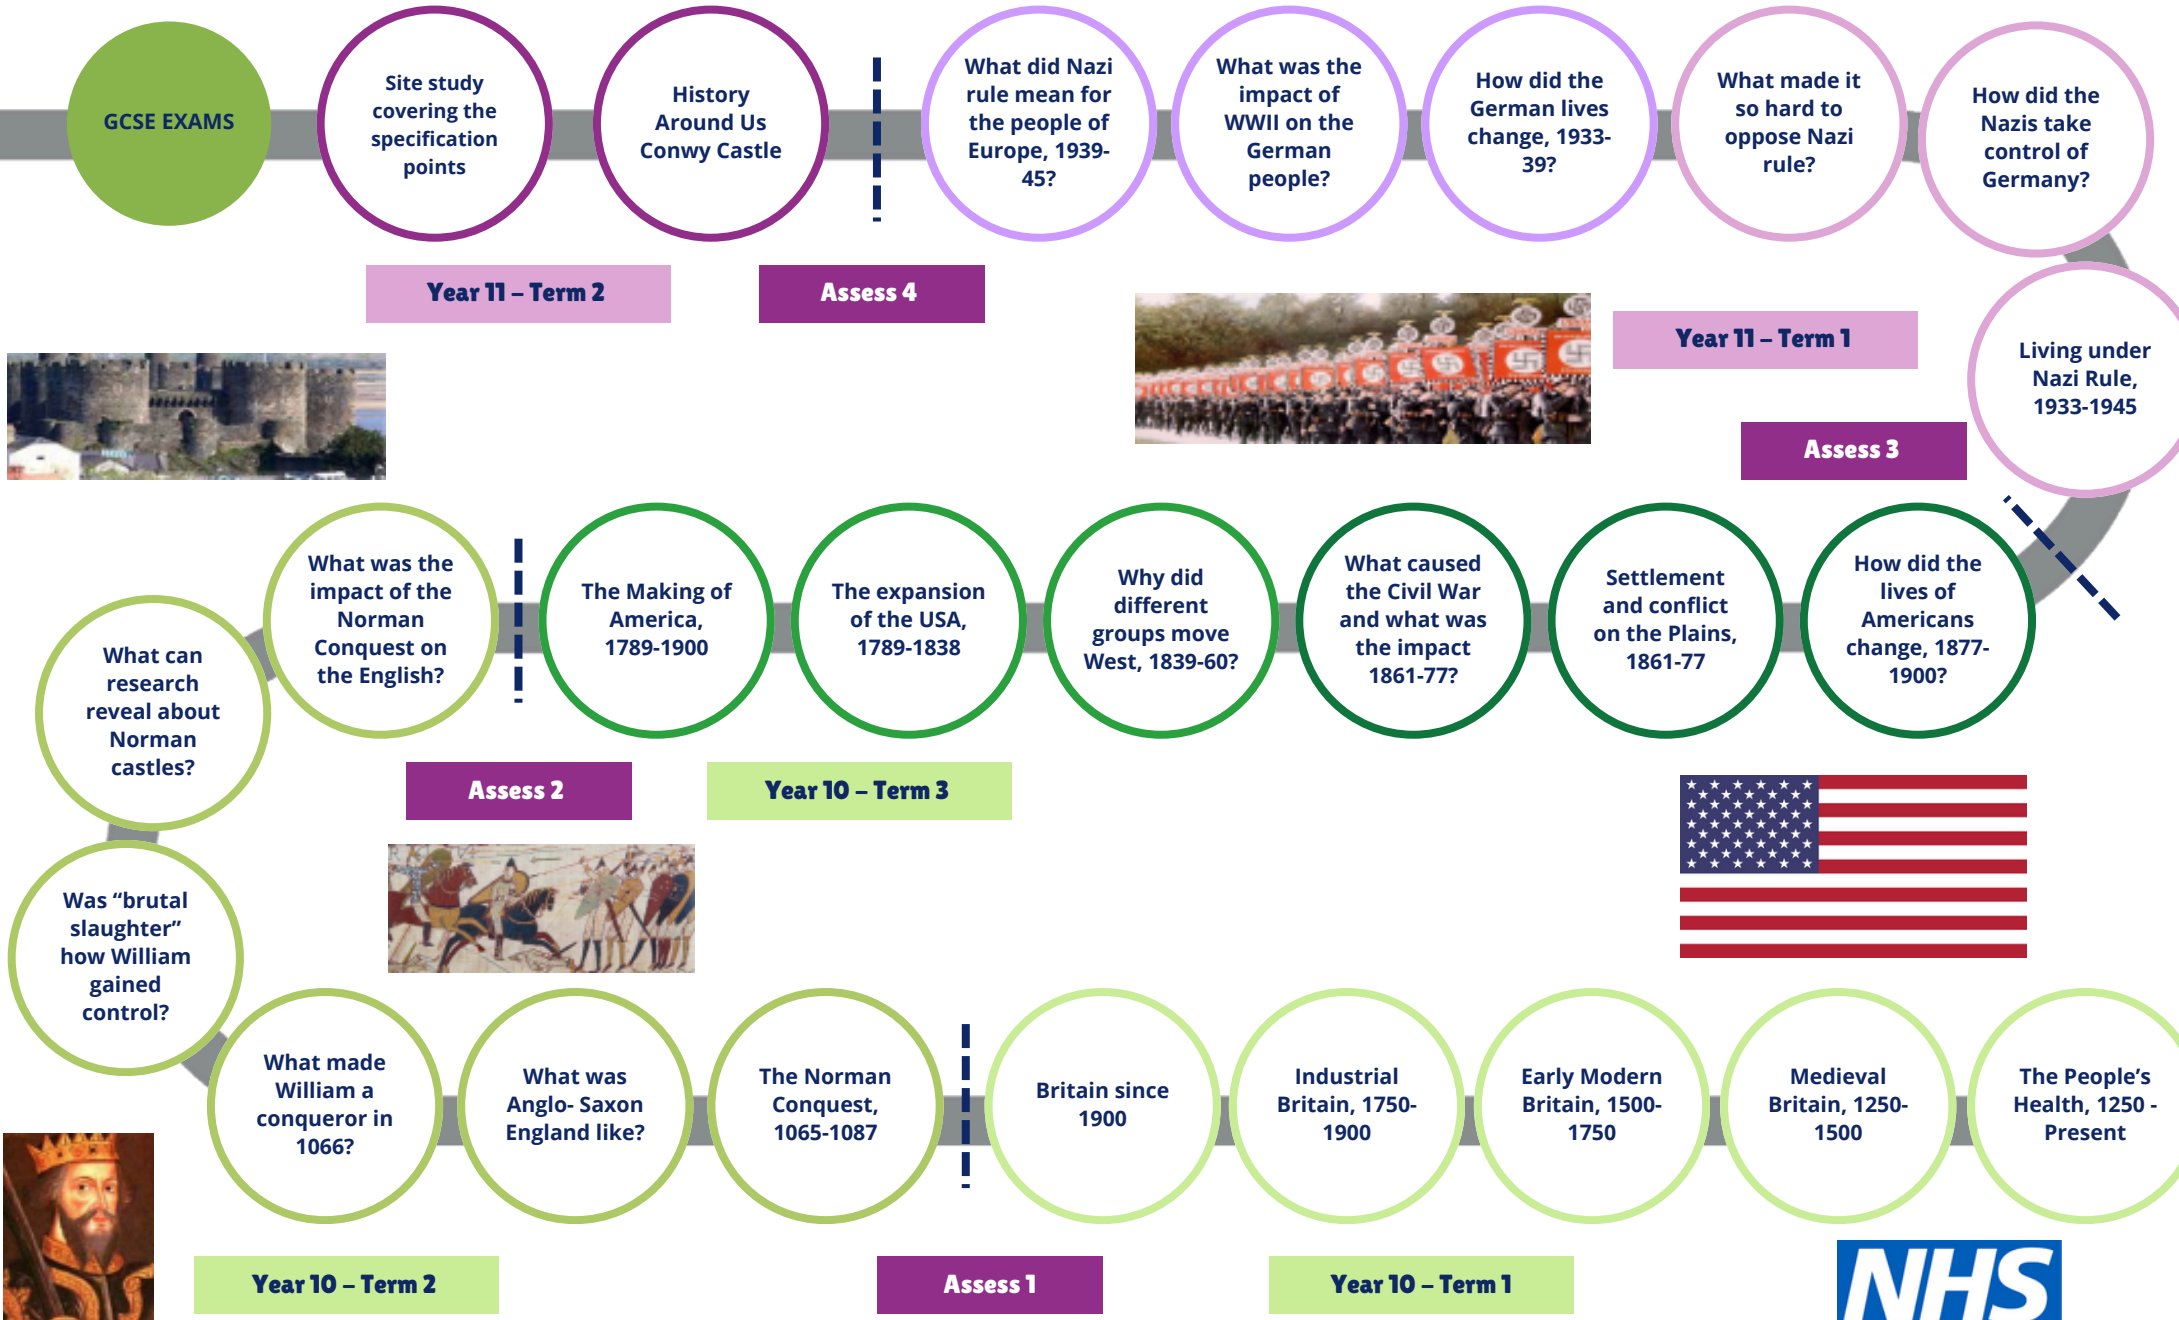 GCSE EXAMS
Site study
covering the
specification
points
History
Around Us
Conwy Castle
What did Nazi
rule mean for
the people of
Europe, 1939-
45?
What was the
impact of
WWII on the
German
people?
How did the
German lives
change, 1933-
39?
What made it
so hard to
oppose Nazi
rule?
How did the
Nazis take
control of
Germany?
Year 11 – Term 2
Assess 4
Year 11 – Term 1
Living under
Nazi Rule,
1933-1945
Assess 3
What was the
impact of the
Norman
Conquest on
the English?
The Making of
America,
1789-1900
The expansion
of the USA,
1789-1838
Why did
different
groups move
West, 1839-60?
What caused
the Civil War
and what was
the impact
1861-77?
Settlement
and conflict
on the Plains,
1861-77
How did the
lives of
Americans
change, 1877-
1900?
What can
research
reveal about
Norman
castles?
Assess 2
Year 10 – Term 3
Was “brutal
slaughter”
how William
gained
control?
What made
William a
conqueror in
1066?
What was
Anglo- Saxon
England like?
The Norman
Conquest,
1065-1087
Britain since
1900
Industrial
Britain, 1750-
1900
Early Modern
Britain, 1500-
1750
Medieval
Britain, 1250-
1500
The People’s
Health, 1250 -
Present
Year 10 – Term 2
Assess 1
Year 10 – Term 1
NHS